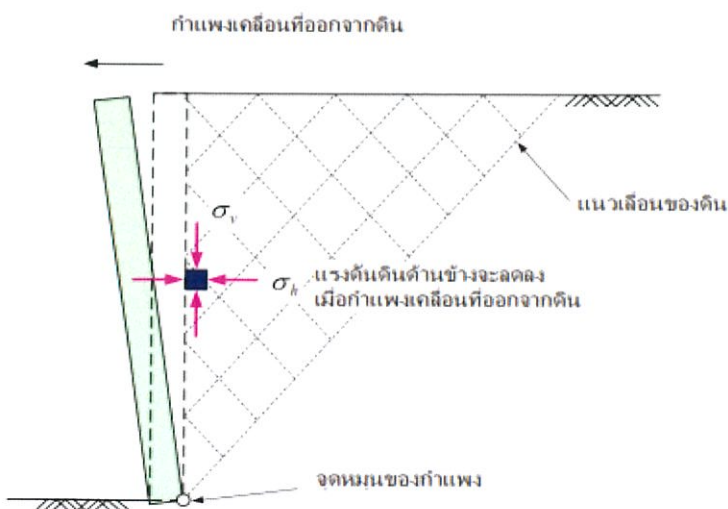 กำแพงเคลื่อนที่ออกจากดิน
แนวเลื่อนของดิน
σv
σh
แรงดันดินด้านข้างจะลดลง
เมื่อกำแพงเคลื่อนที่ออกจากดิน
จุดหมุนของกำแพง